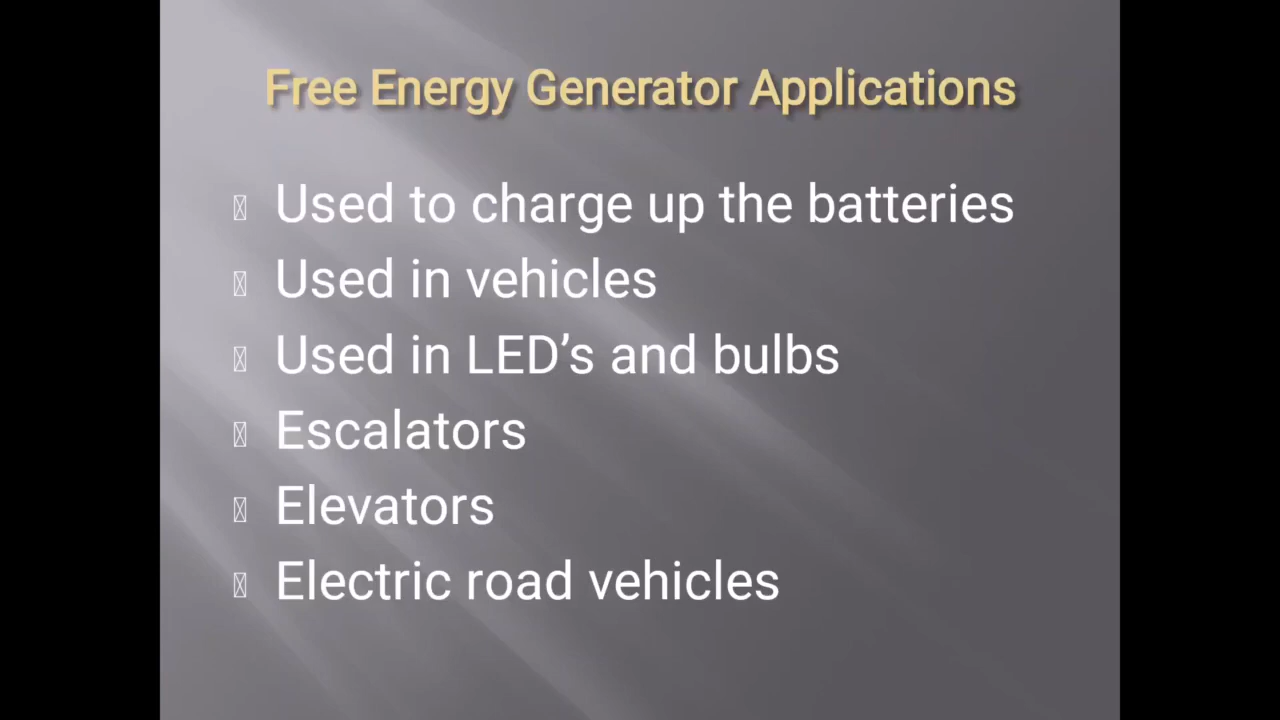 Free Energy Generator Applications
Used to charge up the batteries
Used in vehicles
Used in LED’s and bulbs
Escalators
Elevators
Electric road vehicles